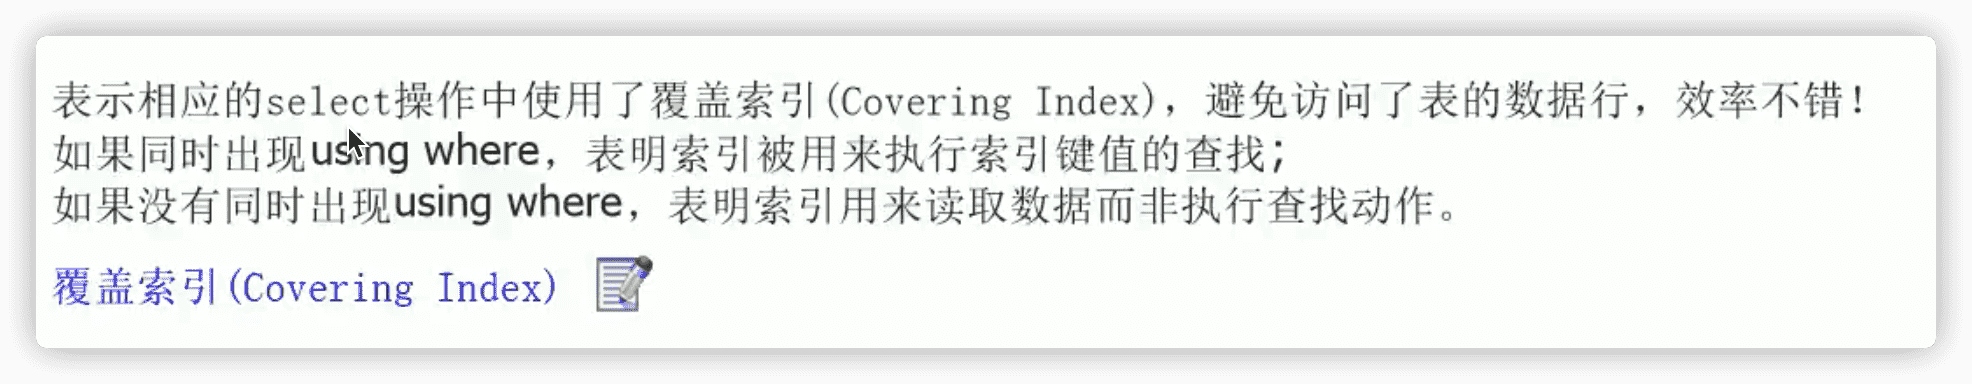 表示相应的select操作中使用了覆盖索引(Covering Index)，避免访问了表的数据行，效率不错！
如果同时出现using where，表明索引被用来执行索引键值的查找；
如果没有同时出现using where，表明索引用来读取数据而非执行查找动作。
覆盖索引(Covering Index)